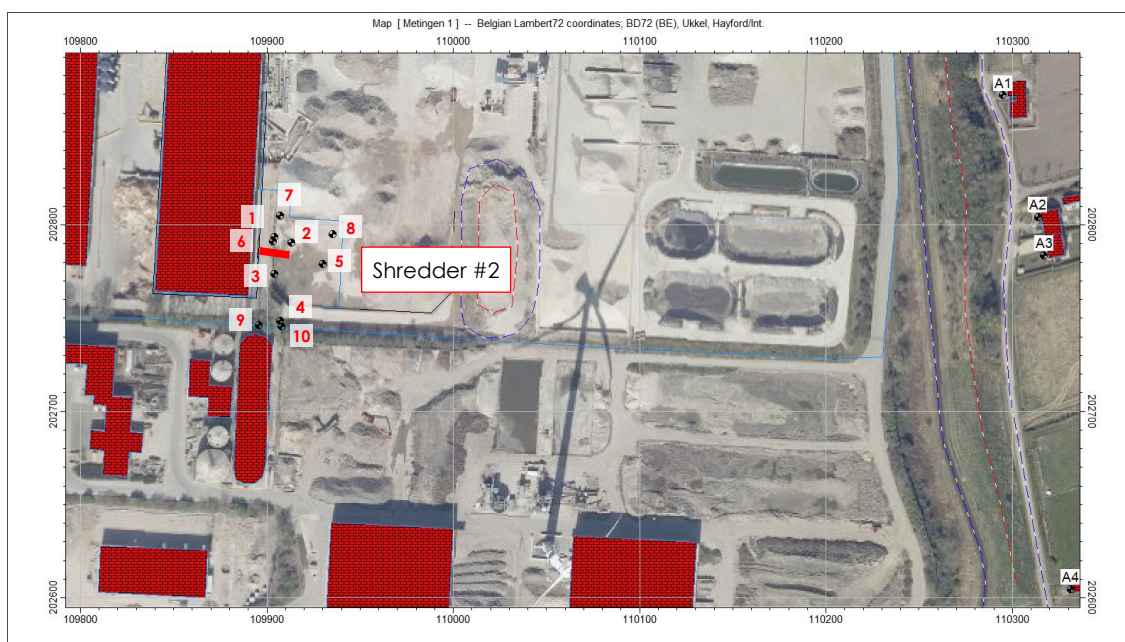 Map [ Metingen 1 ] -- Belgian Lambert72 coordinates; BD72 (BE), Ukkel, Hayford/Int.
109800 109900 110000 110100 110200 110300
A1
7
1
A2
202800 2 8 202800
6
A3
5
Shredder #2
3
4
9
10
202700 202700
A4
202600 202600
109800 109900 110000 110100 110200 110300